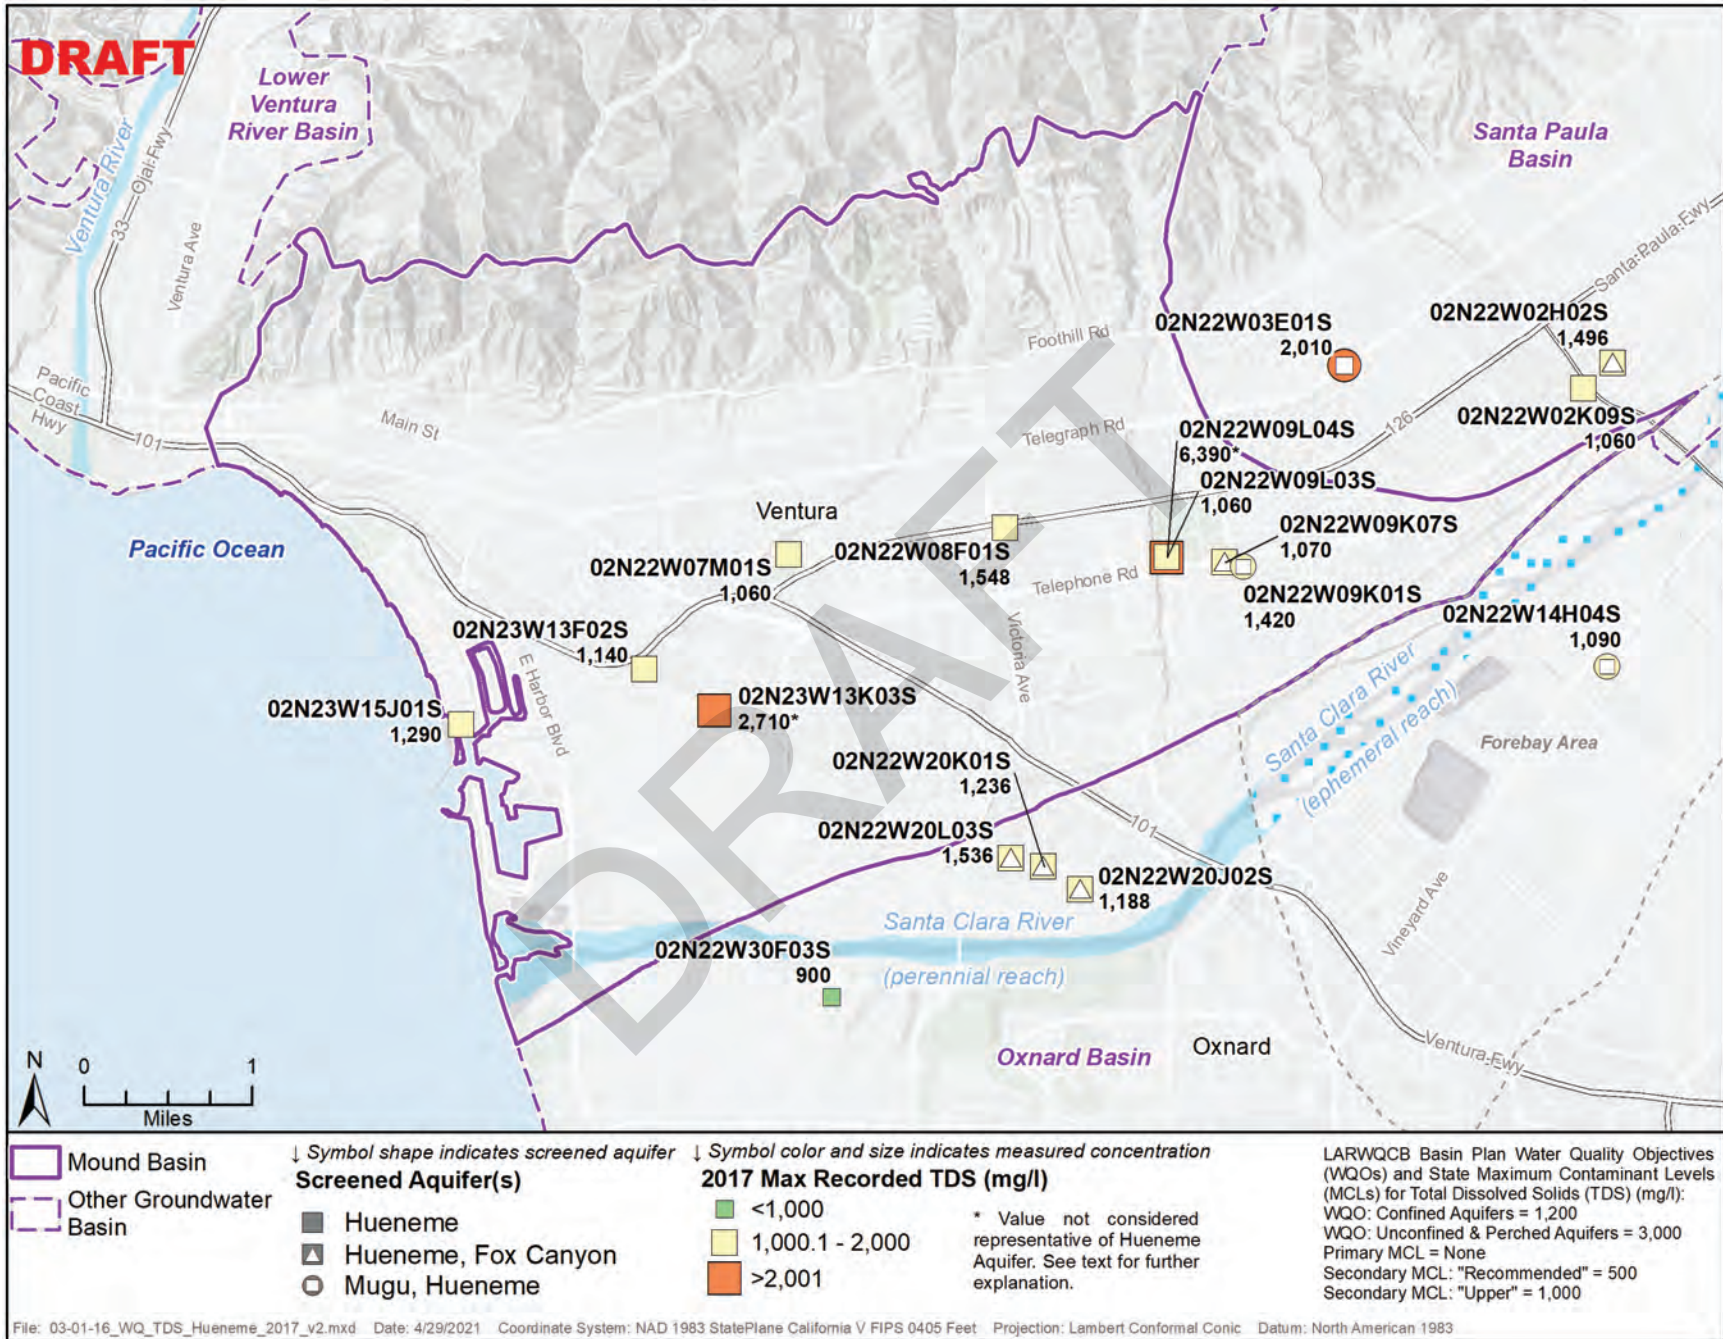 DRAFT
Lower
Ventura
River Basin
Santa Paula
Basin
Ventura River
33
Ojai Fwy
Ventura Ave
Santa Paula Fwy
Foothill Rd
02N22W03E01S
2,010
02N22W02H02S
1,496
Pacific
Coast
Hwy
101
Main St
Telegraph Rd
126
02N22W09L04S
6,390*
02N22W02K09S
1,060
02N22W09L03S
1,060
Ventura
Pacific Ocean
02N22W09K07S
1,070
02N22W08F01S
1,548
02N22W07M01S
1,060
Telephone Rd
02N22W09K01S
1,420
02N22W14H04S
1,090
02N23W13F02S
1,140
Victoria Ave
E Harbor Blvd
02N23W15J01S
1,290
02N23W13K03S
2,710*
Santa Clara River
(ephemeral reach)
Forebay Area
02N22W20K01S
1,236
02N22W20L03S
1,536
101
02N22W20J02S
1,188
Vineyard Ave
Santa Clara River
(perennial reach)
02N22W30F03S
900
Oxnard Basin
Oxnard
Ventura Fwy
DRAFT
N
0 1
Miles
Mound Basin
Other Groundwater
Basin
↓ Symbol shape indicates screened aquifer
Screened Aquifer(s)
Hueneme
Hueneme, Fox Canyon
Mugu, Hueneme
↓ Symbol color and size indicates measured concentration
2017 Max Recorded TDS (mg/l)
<1,000
1,000.1 - 2,000
>2,001
* Value not considered
representative of Hueneme
Aquifer. See text for further
explanation.
LARWQCB Basin Plan Water Quality Objectives
(WQOs) and State Maximum Contaminant Levels
(MCLs) for Total Dissolved Solids (TDS) (mg/l):
WQO: Confined Aquifers = 1,200
WQO: Unconfined & Perched Aquifers = 3,000
Primary MCL = None
Secondary MCL: "Recommended" = 500
Secondary MCL: "Upper" = 1,000
File: 03-01-16_WQ_TDS_Hueneme_2017_v2.mxd Date: 4/29/2021 Coordinate System: NAD 1983 StatePlane California V FIPS 0405 Feet Projection: Lambert Conformal Conic Datum: North American 1983